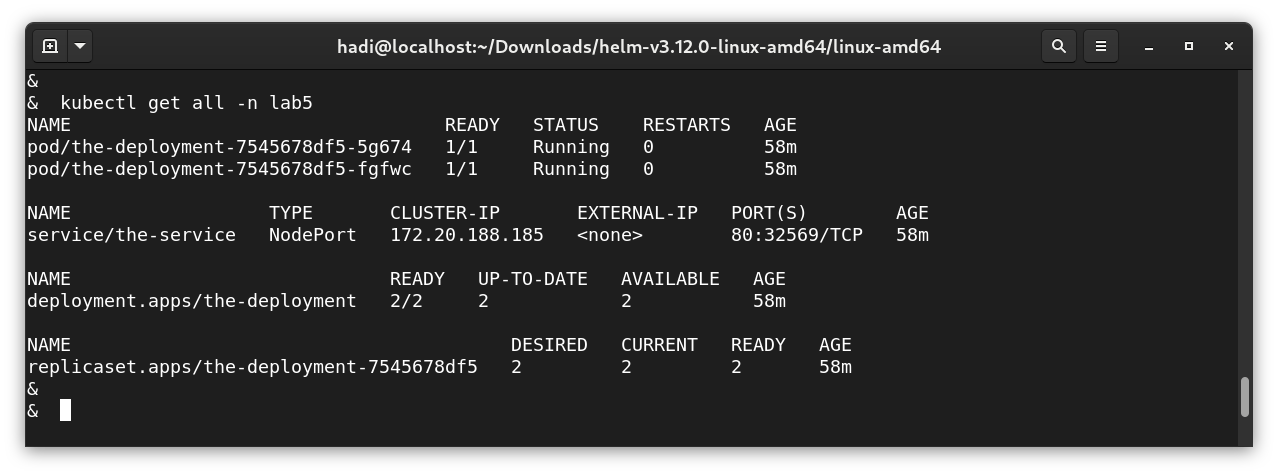 hadi@localhost:~/Downloads/helm-v3.12.0-linux-amd64/linux-amd64
&
&  kubectl get all -n lab5
NAME                                  READY   STATUS    RESTARTS   AGE
pod/the-deployment-7545678df5-5g674   1/1     Running   0          58m
pod/the-deployment-7545678df5-fgfwc   1/1     Running   0          58m
NAME                  TYPE       CLUSTER-IP       EXTERNAL-IP   PORT(S)        AGE
service/the-service   NodePort   172.20.188.185   <none>        80:32569/TCP   58m
NAME                             READY   UP-TO-DATE   AVAILABLE   AGE
deployment.apps/the-deployment   2/2     2            2           58m
NAME                                        DESIRED   CURRENT   READY   AGE
replicaset.apps/the-deployment-7545678df5   2         2         2       58m
&
&